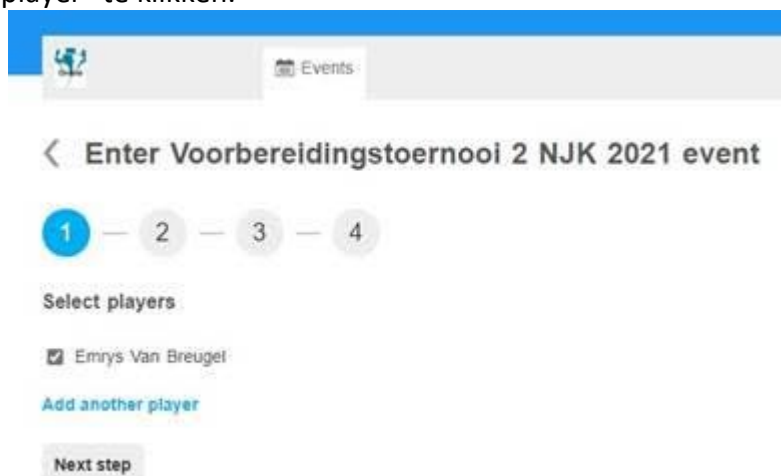 player" te klikken.
Events
Enter Voorbereidingstoernooi 2 NJK 2021 event
1 — 2 — 3 — 4
Select players
Emrys Van Breugel
Add another player
Next step